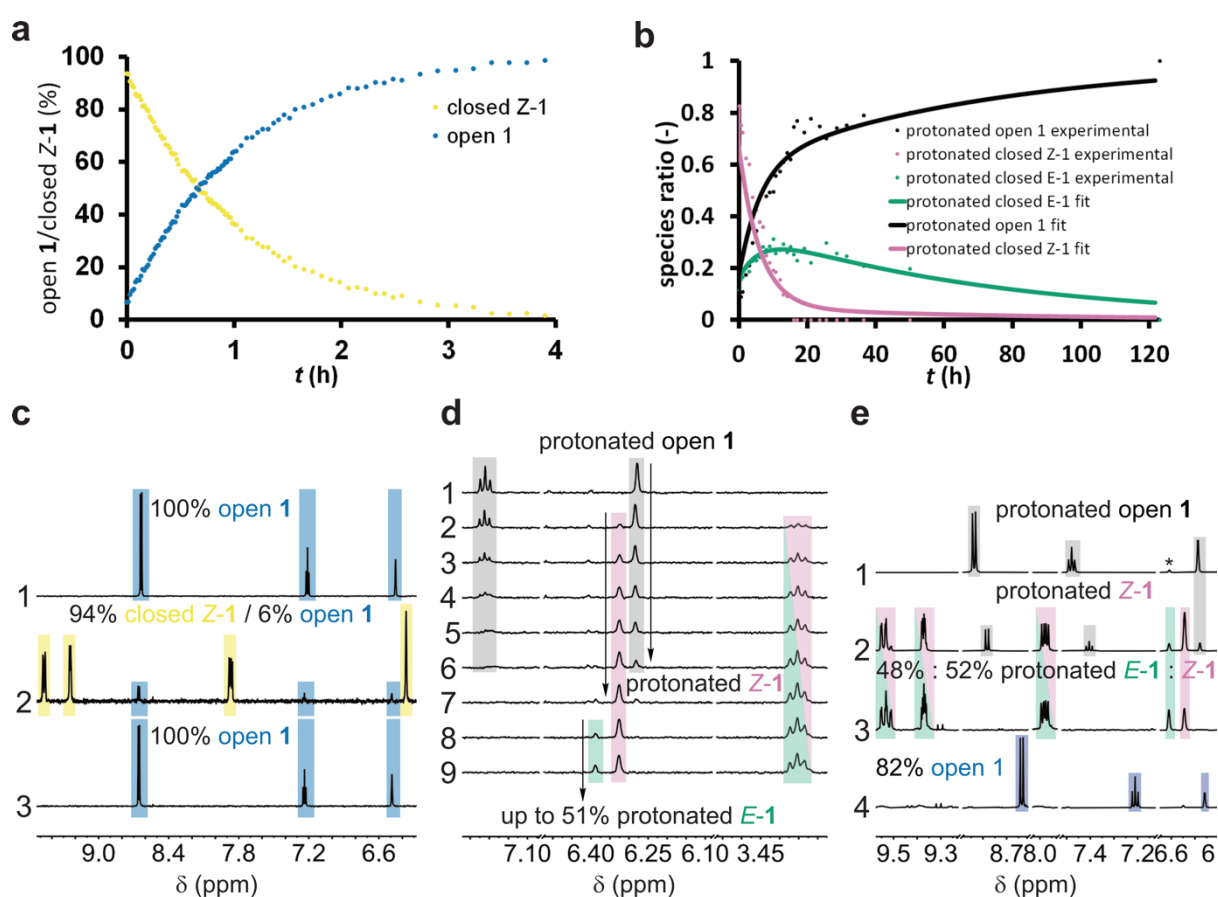 a
100
80
60
40
20
0
open 1/closed Z-1 (%)
closed Z-1
open 1
0
1
2
3
4
t (h)
b
1
0.8
0.6
0.4
0.2
0
species ratio (-)
protonated open 1 experimental
protonated closed Z-1 experimental
protonated closed E-1 experimental
protonated closed E-1 fit
protonated open 1 fit
protonated closed Z-1 fit
0
20
40
60
80
100
120
t (h)
c
100% open 1
1
94% closed Z-1 / 6% open 1
2
100% open 1
3
9.0
8.4
7.8
7.2
6.6
δ (ppm)
d
protonated open 1
1
2
3
4
5
6
protonated Z-1
7
8
9
up to 51% protonated E-1
7.10
6.40
6.25
6.10
3.45
δ (ppm)
e
protonated open 1
1
*
protonated Z-1
2
48% : 52% protonated E-1 : Z-1
3
82% open 1
4
9.5
9.3
8.78.0
7.4
7.26.6
6
δ (ppm)